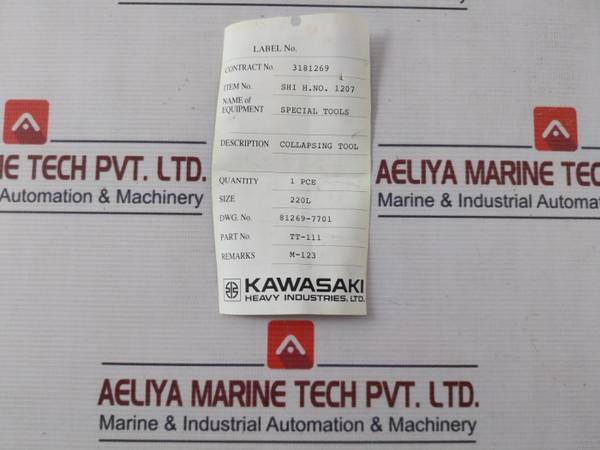 LABEL No.
CONTRACT No. 3181269
ITEM No. SHI H.NO. 1207
NAME of
EQUIPMENT SPECIAL TOOLS
DESCRIPTION COLLAPSING TOOL
QUANTITY 1 PCE
SIZE 220L
DWG. No. 81269-7701
PART No. TT-111
REMARKS M-123
KAWASAKI
HEAVY INDUSTRIES, LTD.
NE TECH PVT. LTD.
Automation & Machinery
AELIYA MARINE TECH P
Marine & Industrial Automat
AELIYA MARINE TECH PVT. LTD.
Marine & Industrial Automation & Machinery